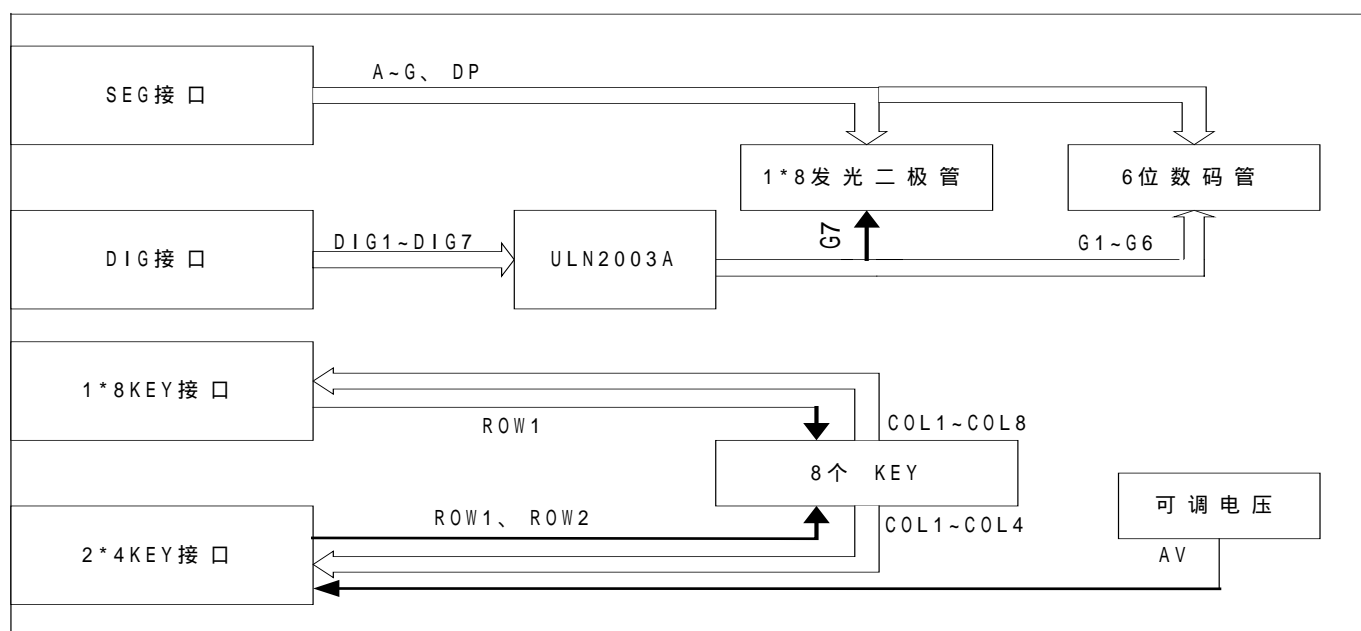 A~G、DP
SEG接口
1*8发光二极管
6位数码管
DIG接口
DIG1~DIG7
ULN2003A
G7
G1~G6
1*8KEY接口
ROW1
COL1~COL8
8个 KEY
可调电压
ROW1、ROW2
COL1~COL4
2*4KEY接口
AV